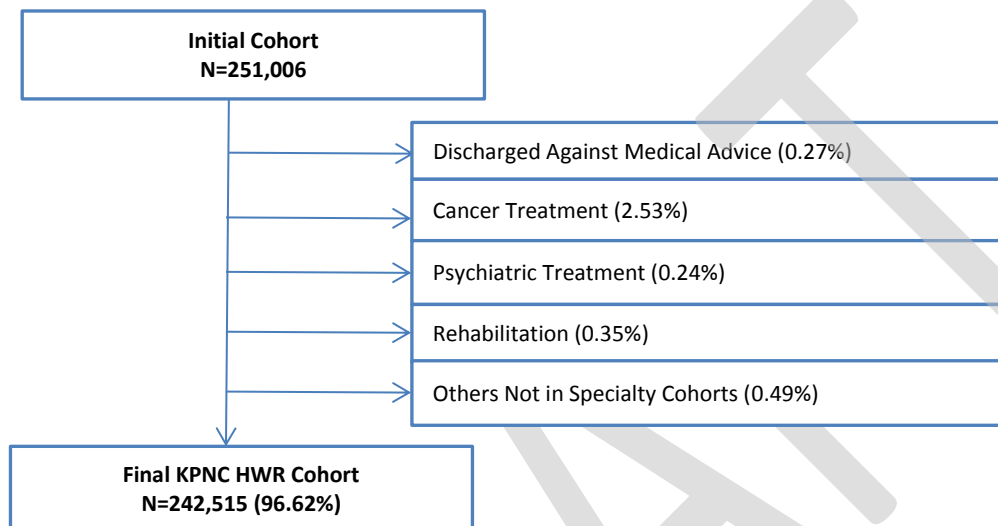 Initial Cohort
N=251,006
Discharged Against Medical Advice (0.27%)
Cancer Treatment (2.53%)
Psychiatric Treatment (0.24%)
Rehabilitation (0.35%)
Others Not in Specialty Cohorts (0.49%)
Final KPNC HWR Cohort
N=242,515 (96.62%)